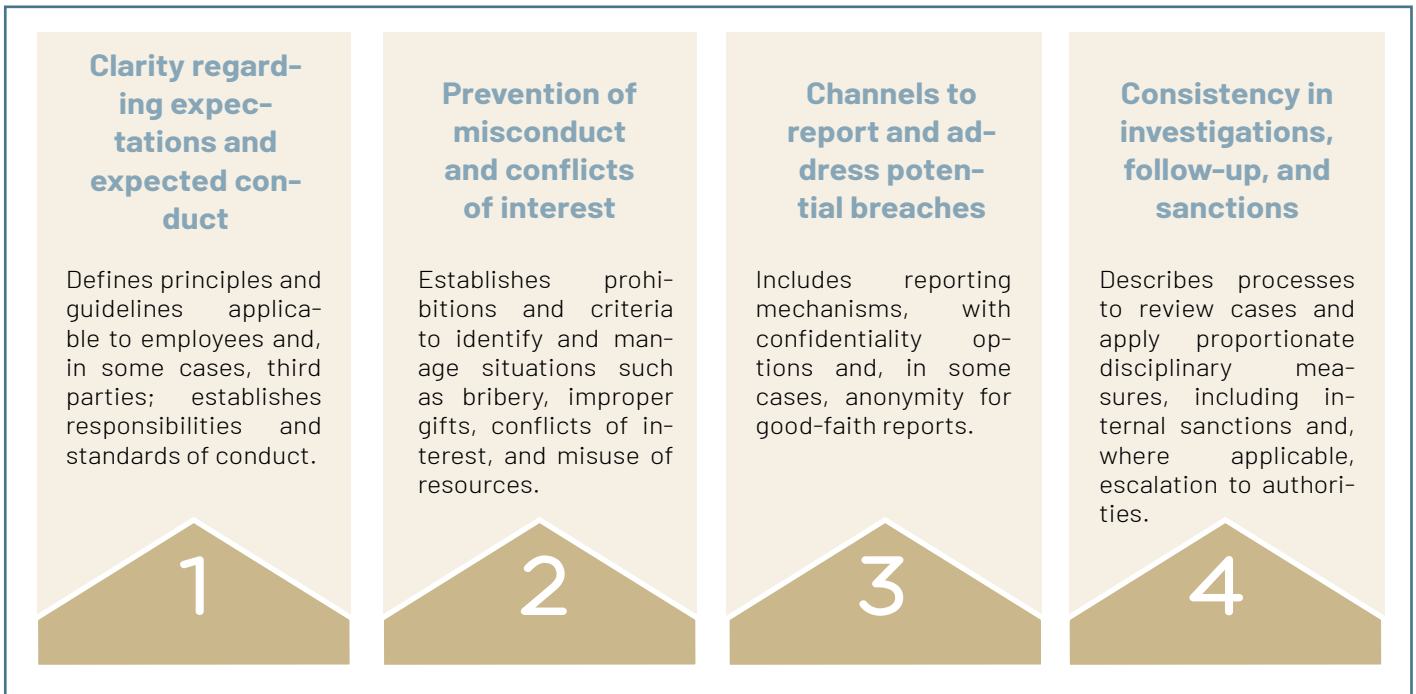 Clarity regard-
ing expec-
tations and
expected con-
duct
Defines principles and
guidelines applica-
ble to employees and,
in some cases, third
parties; establishes
responsibilities and
standards of conduct.
1
Prevention of
misconduct
and conflicts
of interest
Establishes prohi-
bitions and criteria
to identify and man-
age situations such
as bribery, improper
gifts, conflicts of in-
terest, and misuse of
resources.
2
Channels to
report and ad-
dress poten-
tial breaches
Includes reporting
mechanisms, with
confidentiality op-
tions and, in some
cases, anonymity for
good-faith reports.
3
Consistency in
investigations,
follow-up, and
sanctions
Describes processes
to review cases and
apply proportionate
disciplinary mea-
sures, including in-
ternal sanctions and,
where applicable,
escalation to authori-
ties.
4